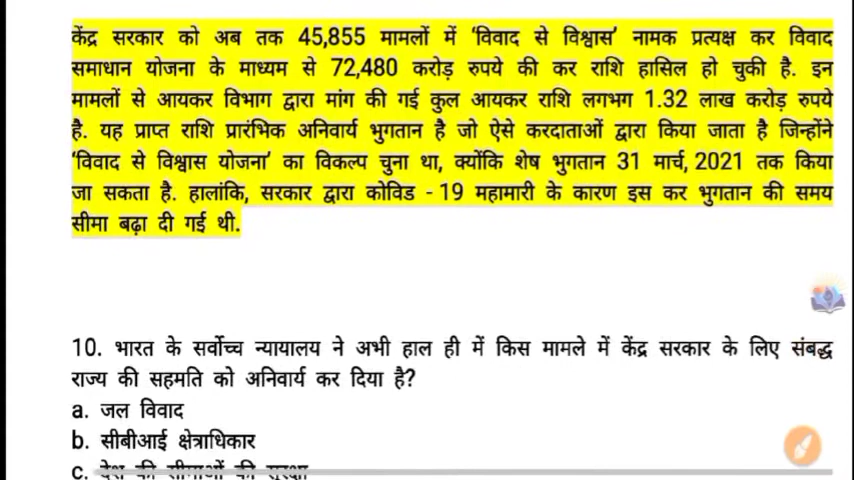 केंद्र सरकार को अब तक 45,855 मामलों में ‘विवाद से विश्वास’ नामक प्रत्यक्ष कर विवाद
समाधान योजना के माध्यम से 72,480 करोड़ रुपये की कर राशि हासिल हो चुकी है. इन
मामलों से आयकर विभाग द्वारा मांग की गई कुल आयकर राशि लगभग 1.32 लाख करोड़ रुपये
है. यह प्राप्त राशि प्रारंभिक अनिवार्य भुगतान है जो ऐसे करदाताओं द्वारा किया जाता है जिन्होंने
‘विवाद से विश्वास योजना’ का विकल्प चुना था, क्योंकि शेष भुगतान 31 मार्च, 2021 तक किया
जा सकता है. हालांकि, सरकार द्वारा कोविड - 19 महामारी के कारण इस कर भुगतान की समय
सीमा बढ़ा दी गई थी.
10. भारत के सर्वोच्च न्यायालय ने अभी हाल ही में किस मामले में केंद्र सरकार के लिए संबद्ध
राज्य की सहमति को अनिवार्य कर दिया है?
a. जल विवाद
b. सीबीआई क्षेत्राधिकार
c. देश की सीमाओं की सुरक्षा